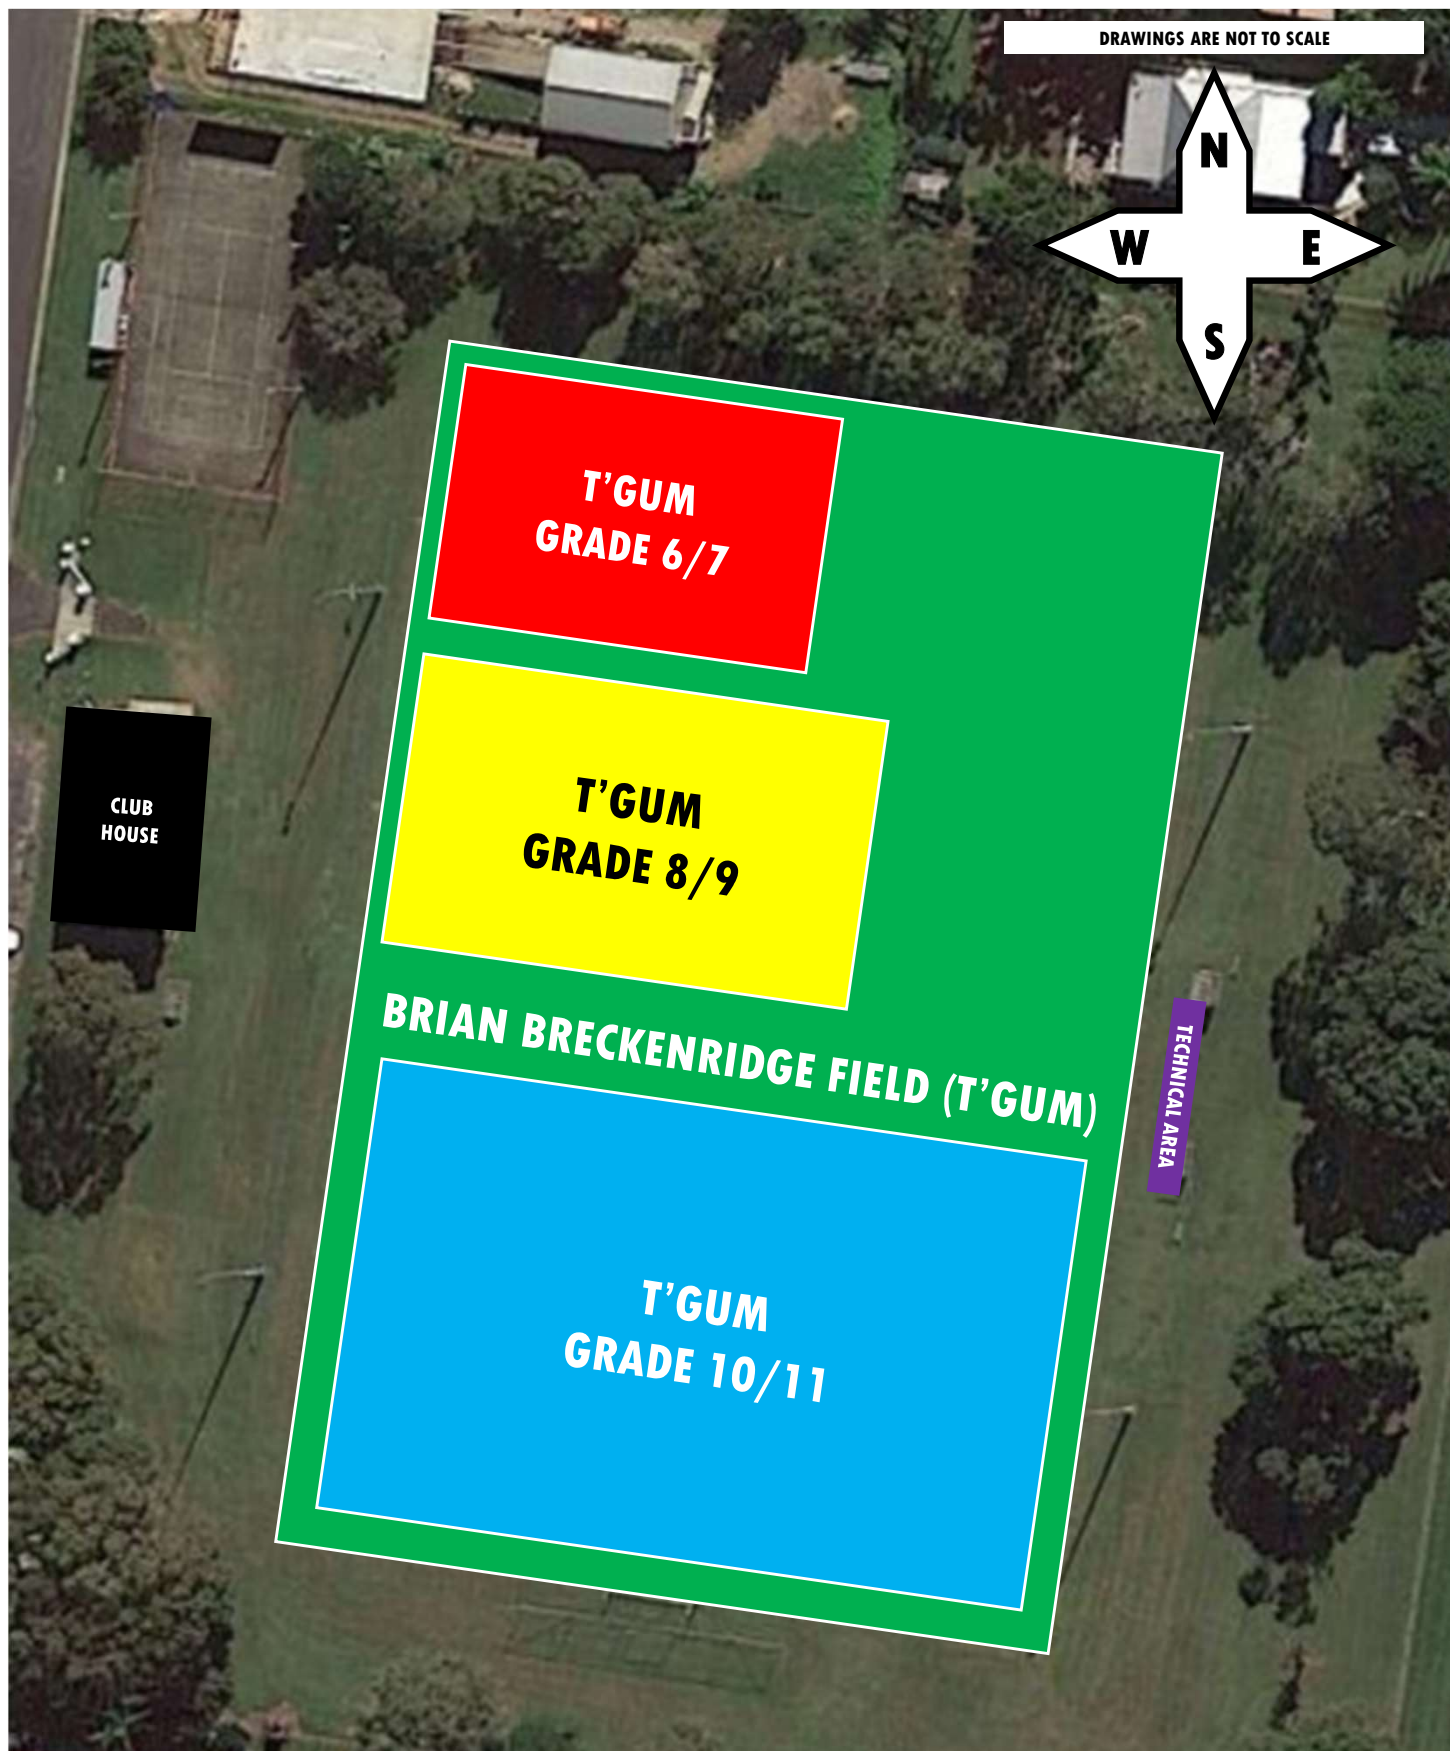 DRAWINGS ARE NOT TO SCALE
N
W E
S
T’GUM
GRADE 6/7
T’GUM
GRADE 8/9
CLUB
HOUSE
BRIAN BRECKENRIDGE FIELD (T’GUM)
TECHNICAL AREA
T’GUM
GRADE 10/11